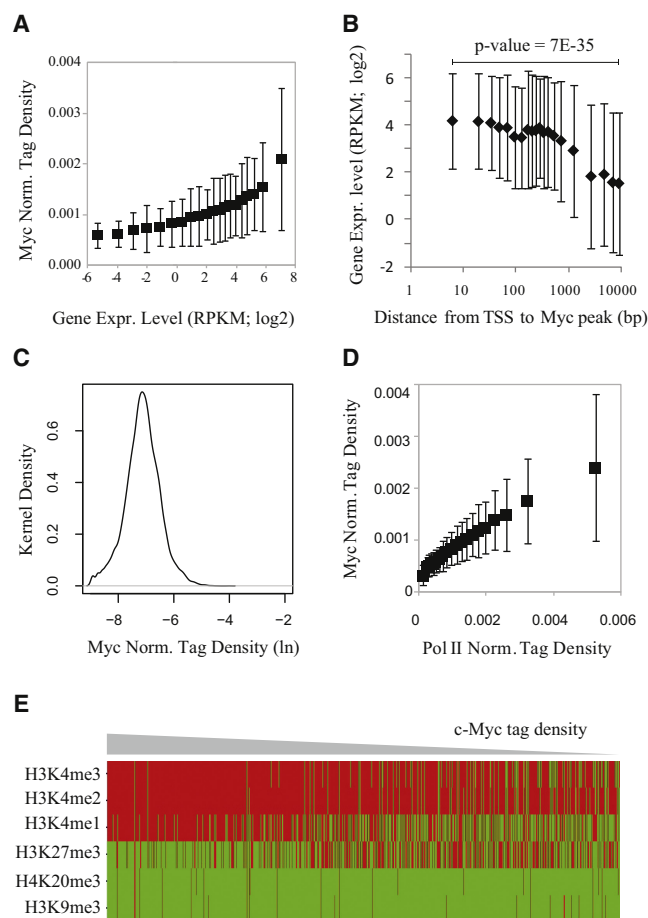 A
Myc Norm. Tag Density
0.004
0.003
0.002
0.001
0.000
-6 -4 -2 0 2 4 6 8
Gene Expr. Level (RPKM; log2)
B
Gene Expr. level (RPKM; log2)
p-value = 7E-35
6
4
2
0
-2
1 10 100 1000 10000
Distance from TSS to Myc peak (bp)
C
Kernel Density
0.6
0.4
0.2
0.0
−8 −6 −4 −2
Myc Norm. Tag Density (ln)
D
Myc Norm. Tag Density
0.004
0.003
0.002
0.001
0
0 0.002 0.004 0.006
Pol II Norm. Tag Density
E
c-Myc tag density
H3K4me3
H3K4me2
H3K4me1
H3K27me3
H4K20me3
H3K9me3